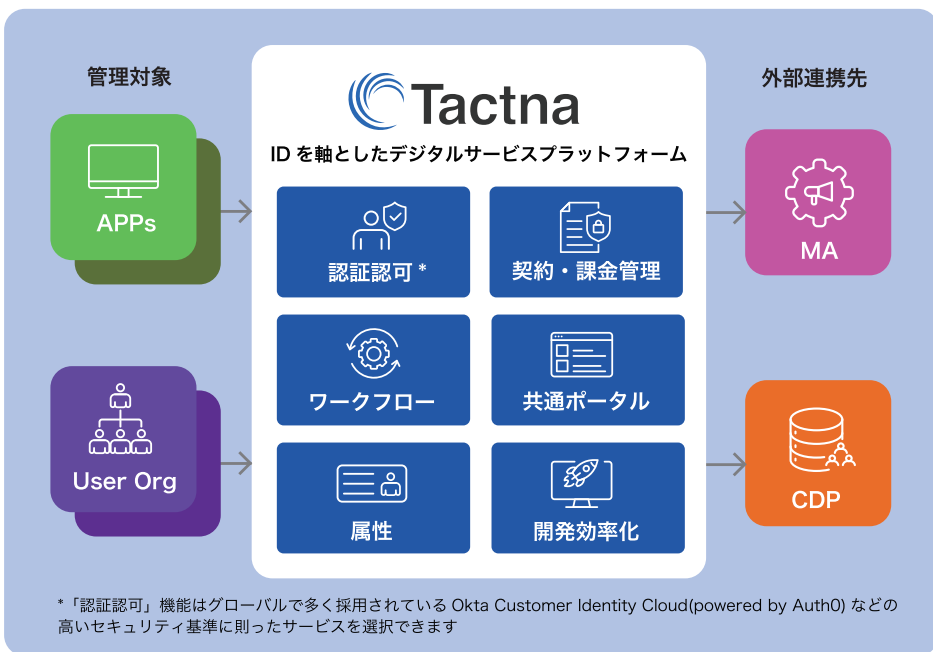 管理対象
外部連携先
Tactna
IDを軸としたデジタルサービスプラットフォーム
APPs
認証認可*
契約・課金管理
MA
ワークフロー
共通ポータル
User Org
属性
開発効率化
CDP
*「認証認可」機能はグローバルで多く採用されているOkta Customer Identity Cloud(powered by Auth0)などの
高いセキュリティ基準に則ったサービスを選択できます